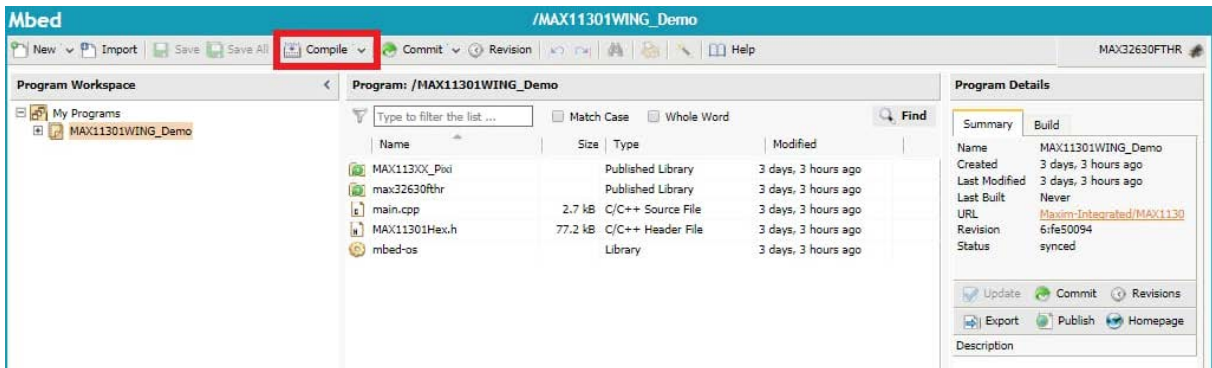 Mbed /MAX11301WING_Demo
New Import Save Save All Compile Commit Revision Help MAX32630FTHR
Program Workspace < Program: /MAX11301WING_Demo Program Details
My Programs
MAX11301WING_Demo
Type to filter the list ... Match Case Whole Word Find
Name Size Type Modified
MAX113XX_Pixi Published Library 3 days, 3 hours ago
max32630fthr Published Library 3 days, 3 hours ago
main.cpp 2.7 kB C/C++ Source File 3 days, 3 hours ago
MAX11301Hex.h 77.2 kB C/C++ Header File 3 days, 3 hours ago
mbed-os Library 3 days, 3 hours ago
Summary Build
Name MAX11301WING_Demo
Created 3 days, 3 hours ago
Last Modified 3 days, 3 hours ago
Last Built Never
URL Maxim-Integrated/MAX1130
Revision 6:fe50094
Status synced
Update Commit Revisions
Export Publish Homepage
Description